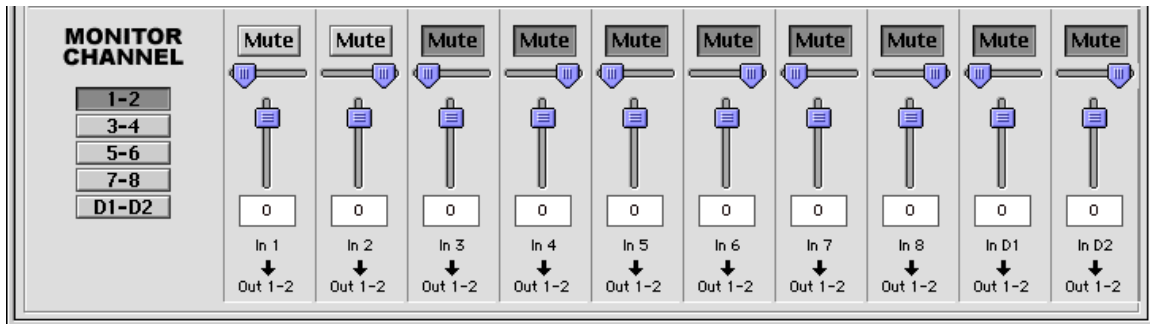 MONITOR
CHANNEL
1-2
3-4
5-6
7-8
D1-D2
Mute Mute Mute Mute Mute Mute Mute Mute Mute Mute
0 0 0 0 0 0 0 0 0 0
In 1 In 2 In 3 In 4 In 5 In 6 In 7 In 8 In D1 In D2
Out 1-2 Out 1-2 Out 1-2 Out 1-2 Out 1-2 Out 1-2 Out 1-2 Out 1-2 Out 1-2 Out 1-2